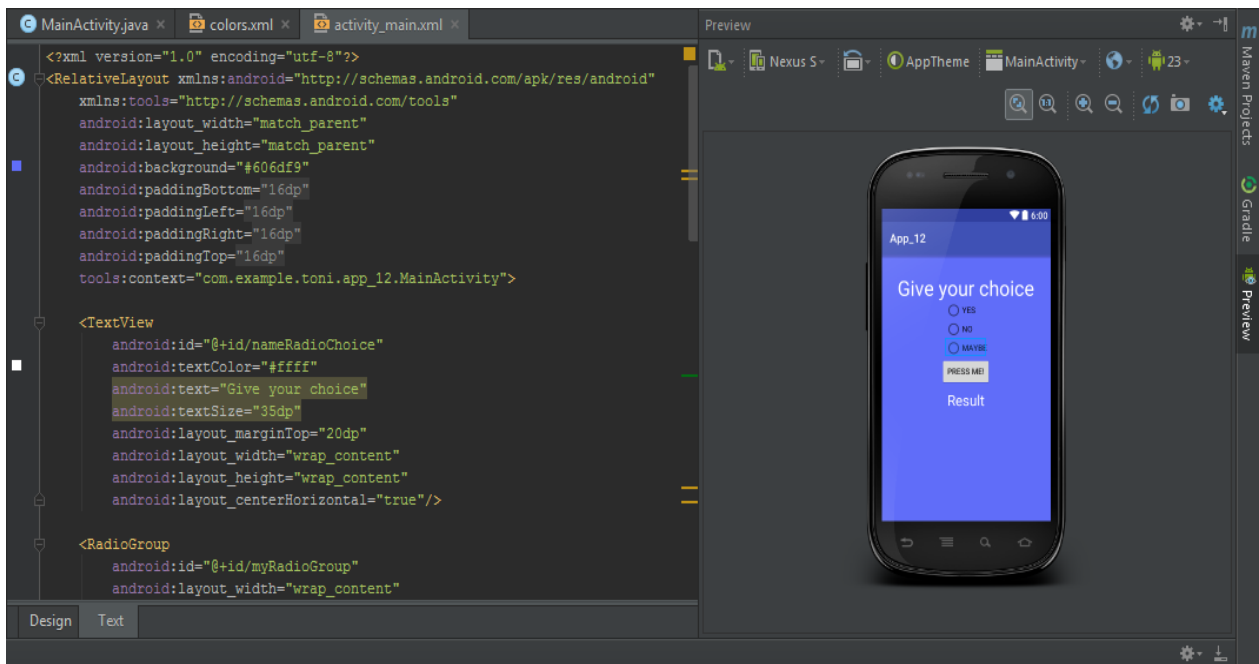 MainActivity.java × colors.xml × activity_main.xml ×
<?xml version="1.0" encoding="utf-8"?>
<RelativeLayout xmlns:android="http://schemas.android.com/apk/res/android"
xmlns:tools="http://schemas.android.com/tools"
android:layout_width="match_parent"
android:layout_height="match_parent"
android:background="#606df9"
android:paddingBottom="16dp"
android:paddingLeft="16dp"
android:paddingRight="16dp"
android:paddingTop="16dp"
tools:context="com.example.toni.app_12.MainActivity">
<TextView
android:id="@+id/nameRadioChoice"
android:textColor="#ffff"
android:text="Give your choice"
android:textSize="35dp"
android:layout_marginTop="20dp"
android:layout_width="wrap_content"
android:layout_height="wrap_content"
android:layout_centerHorizontal="true"/>
<RadioGroup
android:id="@+id/myRadioGroup"
android:layout_width="wrap_content"
Design Text
Preview
Nexus S AppTheme MainActivity 23
1:1
6:00
App_12
Give your choice
YES
NO
MAYBE
PRESS ME!
Result
m Maven Projects
Gradle
Preview